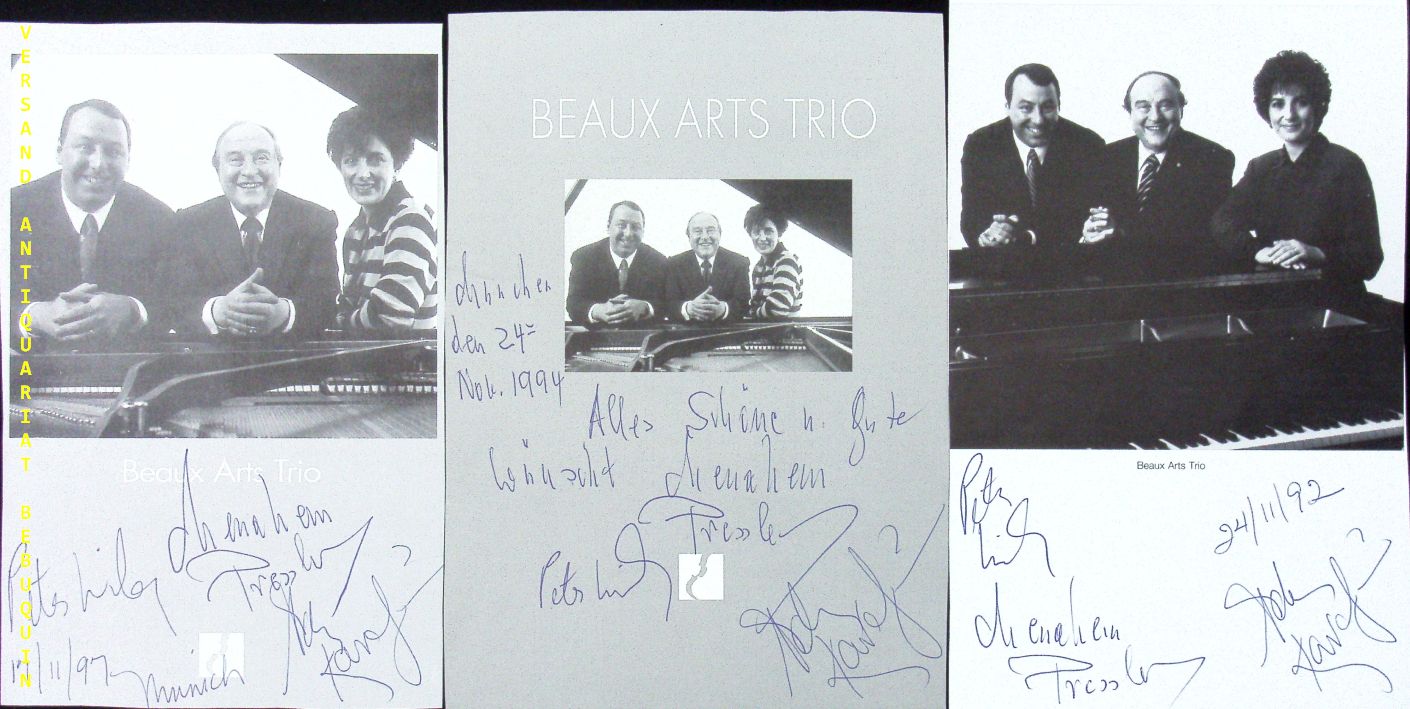 VERSAND ANTIQUARIAT BEBUQUIN
Beaux Arts Trio
Menahem
Pressler
Peter Wiley
Ida
Kavafian
17/11/97
Munich
BEAUX ARTS TRIO
München
den 24
Nov. 1994
Alles Schöne u. Gute
wünscht Menahem
Pressler
Peter Wiley
Ida
Kavafian
Beaux Arts Trio
Peter
Wiley
24/11/92
Menahem
Pressler
Ida
Kavafian